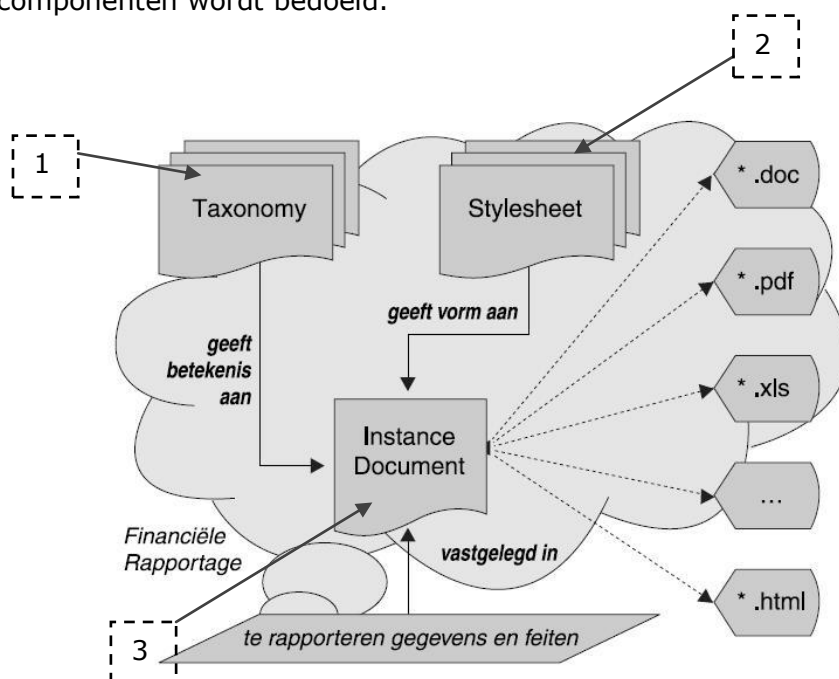 componenten wordt bedoeld.
2
1
Taxonomy
Stylesheet
* .doc
* .pdf
geeft vorm aan
geeft
betekenis
aan
* .xls
Instance
Document
...
Financiële
Rapportage
vastgelegd in
* .html
3
te rapporteren gegevens en feiten